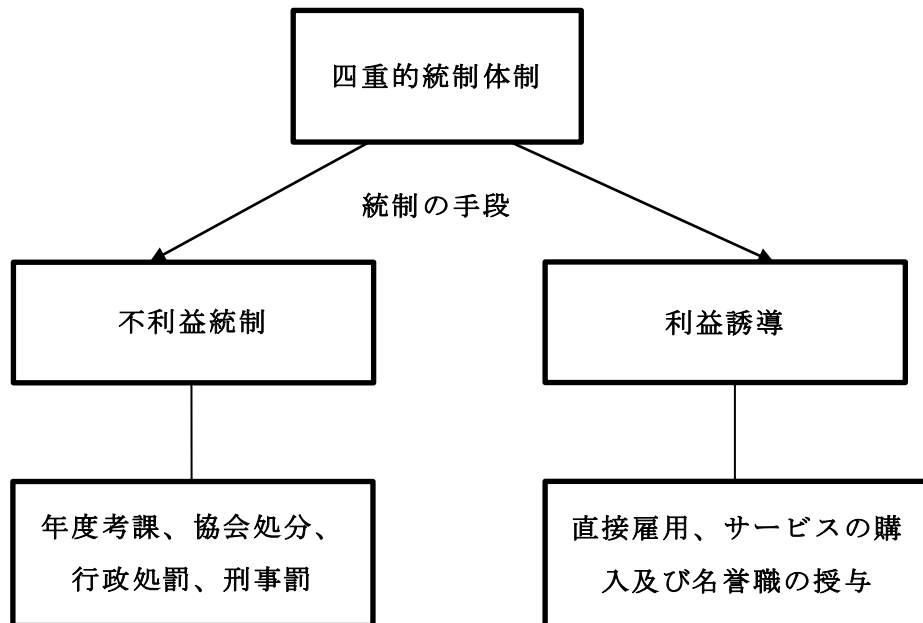 四重的統制体制
統制の手段
不利益統制
利益誘導
年度考課、協会処分、
行政処罰、刑事罰
直接雇用、サービスの購
入及び名誉職の授与